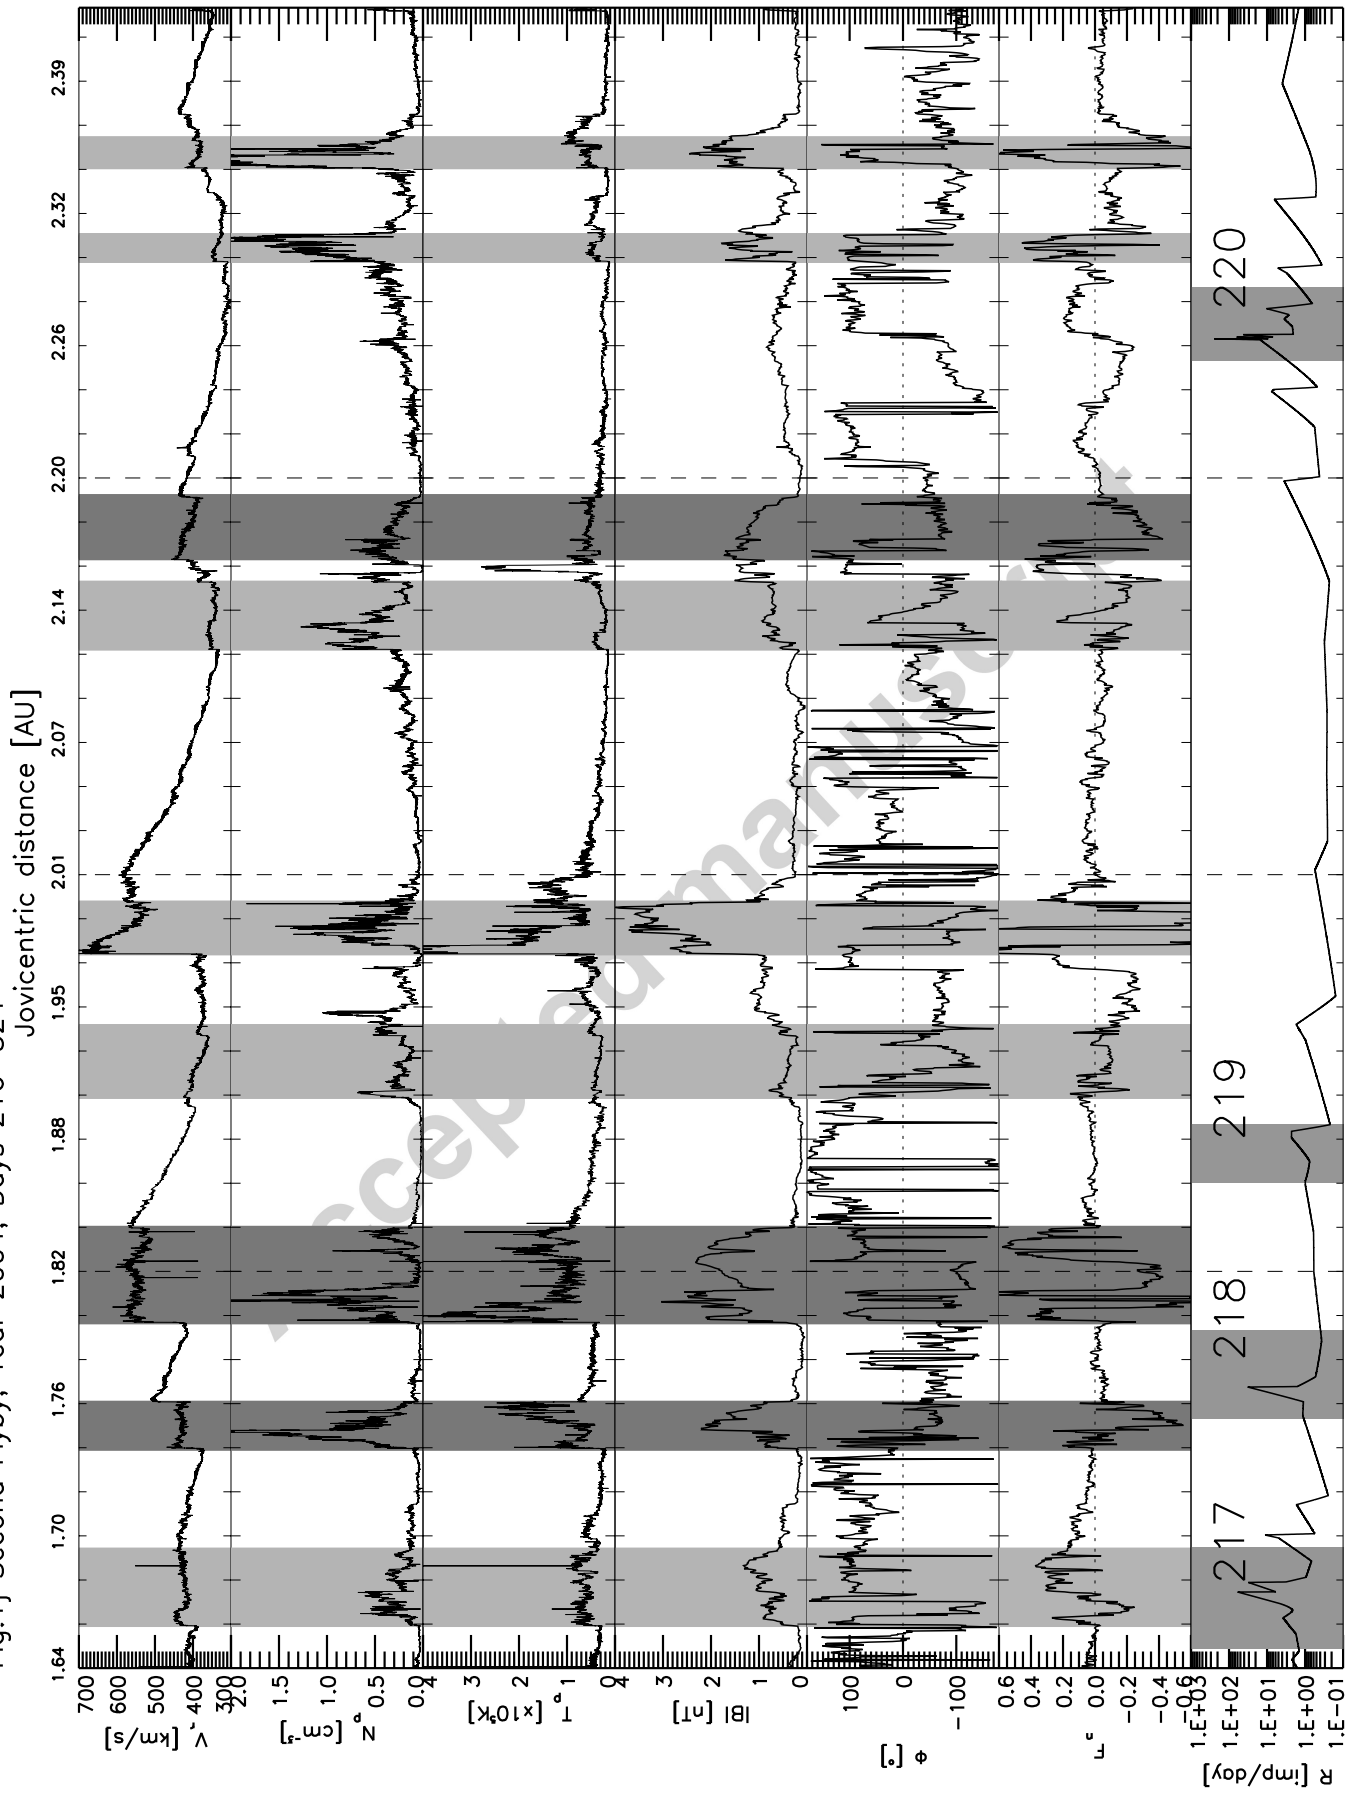 Jovicentric distance [AU]
1.64 1.70 1.76 1.82 1.88 1.95 2.01 2.07 2.14 2.20 2.26 2.32 2.39
700
600
500
400
300
V_r [km/s]
2.0
1.5
1.0
0.5
0.0
N_p [cm⁻³]
4
3
2
1
0
T_p [x10⁵K]
4
3
2
1
0
|B| [nT]
100
0
-100
Φ [°]
0.6
0.4
0.2
0.0
-0.2
-0.4
-0.6
1.E+03
1.E+02
1.E+01
1.E+00
1.E-01
R [imp/day]
217 218 219 220
Accepted manuscript